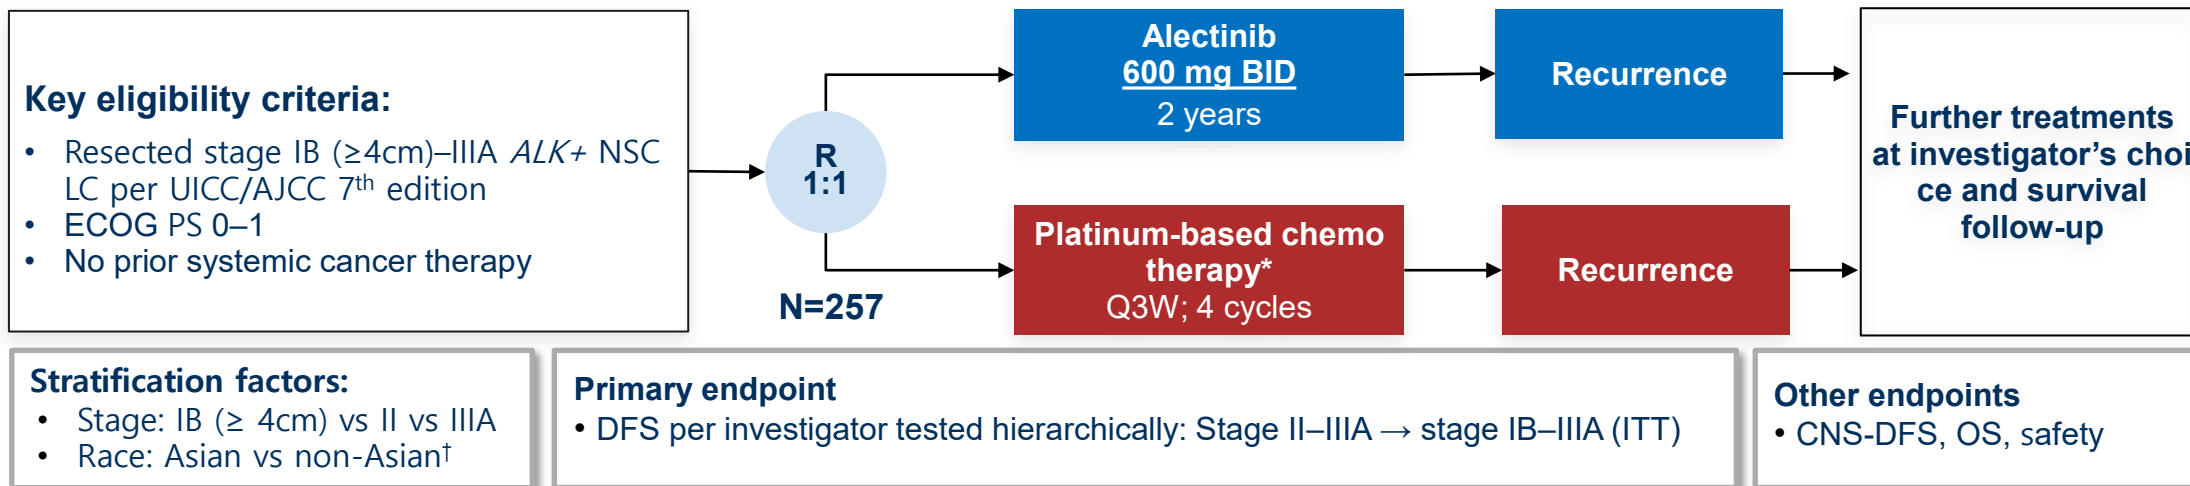 Key eligibility criteria:
• Resected stage IB (≥4cm)–IIIA ALK+ NSC
LC per UICC/AJCC 7th edition
• ECOG PS 0–1
• No prior systemic cancer therapy
R
1:1
N=257
Alectinib
600 mg BID
2 years
Recurrence
Platinum-based chemo
therapy*
Q3W; 4 cycles
Recurrence
Further treatments
at investigator’s choi
ce and survival
follow-up
Stratification factors:
• Stage: IB (≥ 4cm) vs II vs IIIA
• Race: Asian vs non-Asian†
Primary endpoint
• DFS per investigator tested hierarchically: Stage II–IIIA → stage IB–IIIA (ITT)
Other endpoints
• CNS-DFS, OS, safety